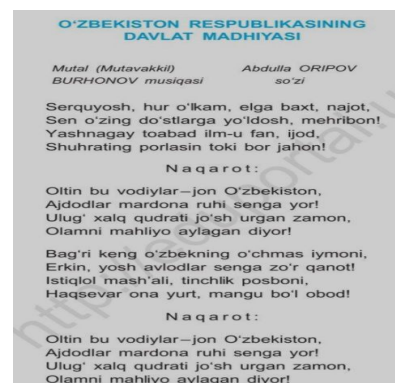 O‘ZBEKISTON RESPUBLIKASINING
DAVLAT MADHIYASI
Mutal (Mutavakkil) Abdulla ORIPOV
BURHONOV musiqasi so‘zi
Serquyosh, hur o‘lkam, elga baxt, najot,
Sen o‘zing do‘stlarga yo‘ldosh, mehribon!
Yashnagay toabad ilm-u fan, ijod,
Shuhrating porlasin toki bor jahon!
Naqarot:
Oltin bu vodiylar—jon O‘zbekiston,
Ajdodlar mardona ruhi senga yor!
Ulug‘ xalq qudrati jo‘sh urgan zamon,
Olamni mahliyo aylagan diyor!
Bag‘ri keng o‘zbekning o‘chmas iymoni,
Erkin, yosh avlodlar senga zo‘r qanot!
Istiqlol mash’ali, tinchlik posboni,
Haqsevar ona yurt, mangu bo‘l obod!
Naqarot:
Oltin bu vodiylar—jon O‘zbekiston,
Ajdodlar mardona ruhi senga yor!
Ulug‘ xalq qudrati jo‘sh urgan zamon,
Olamni mahliyo aylagan diyor!